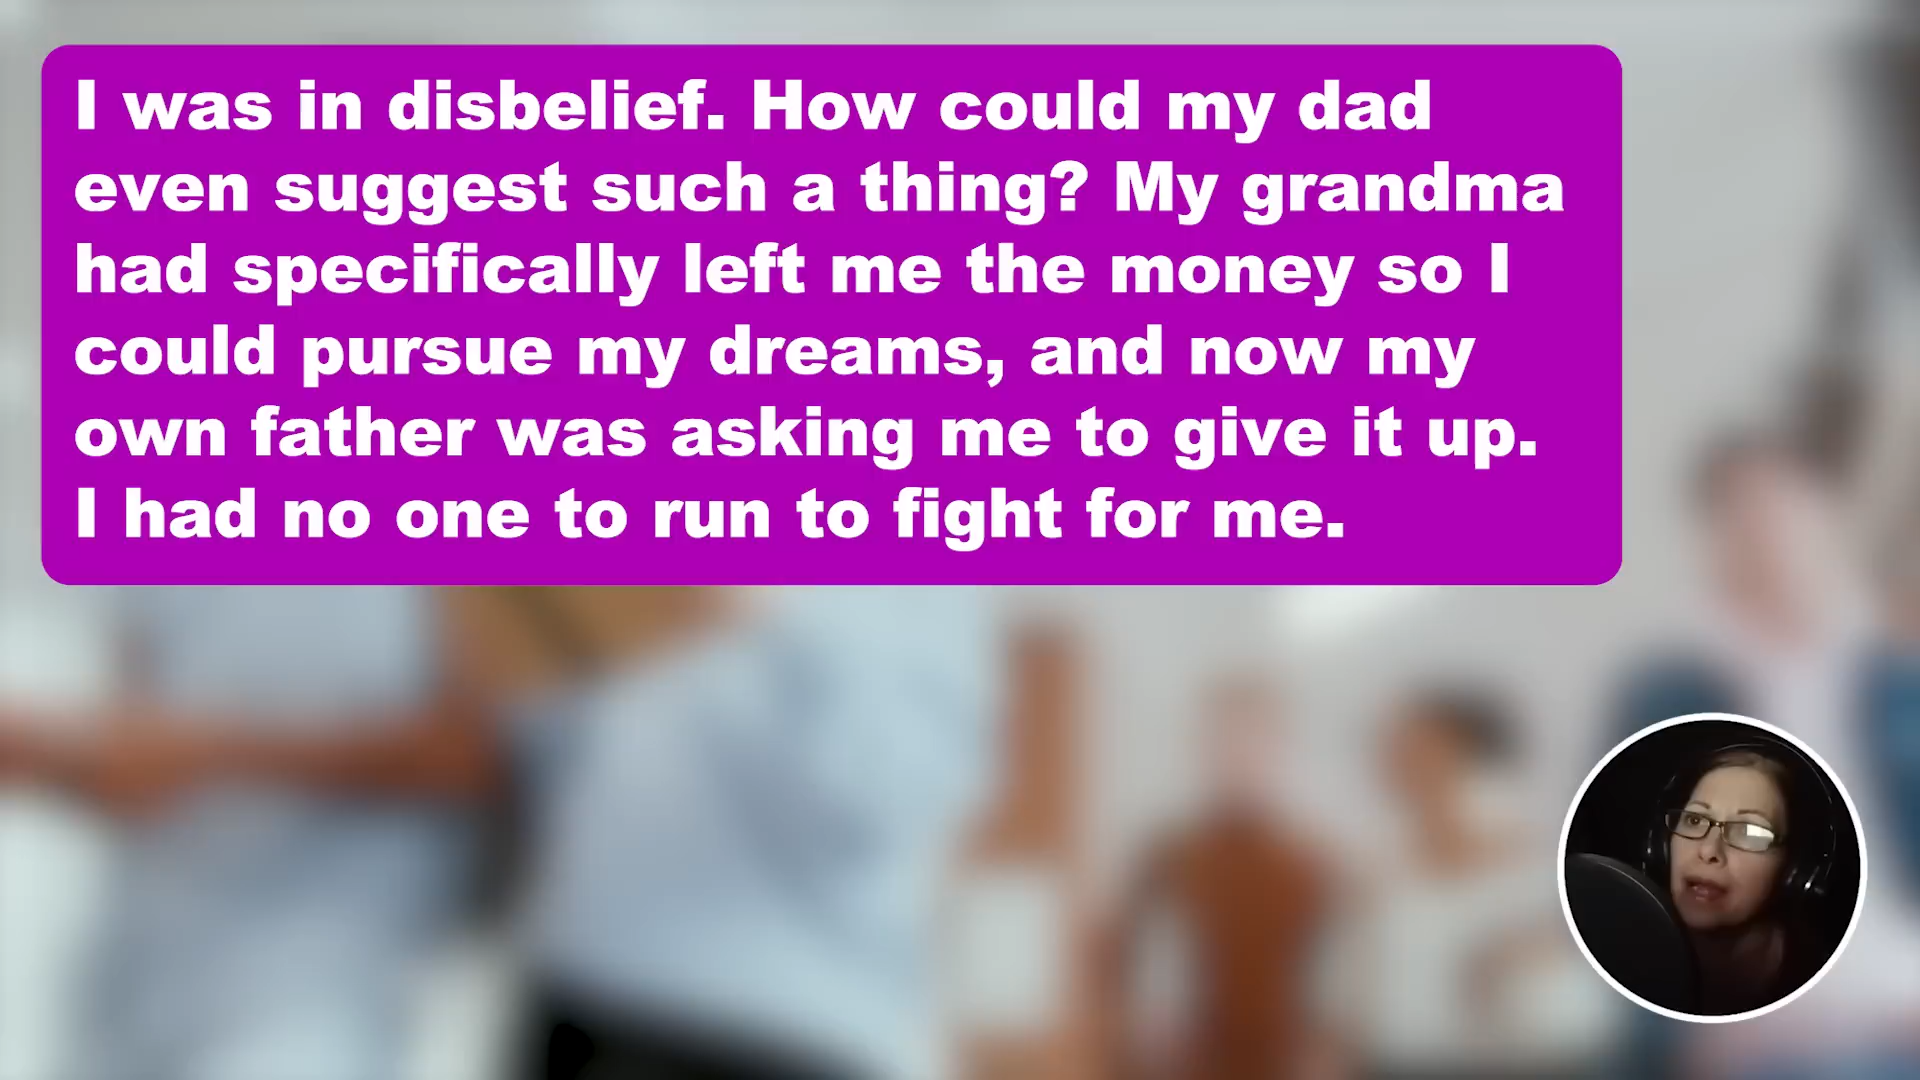 I was in disbelief. How could my dad
even suggest such a thing? My grandma
had specifically left me the money so I
could pursue my dreams, and now my
own father was asking me to give it up.
I had no one to run to fight for me.